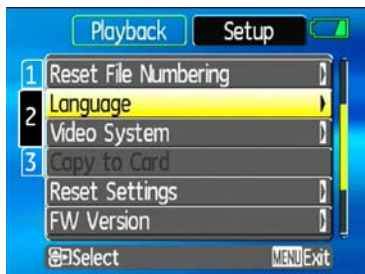 Playback Setup
1 Reset File Numbering
2 Language
Video System
3 Copy to Card
Reset Settings
FW Version
Select MENU Exit